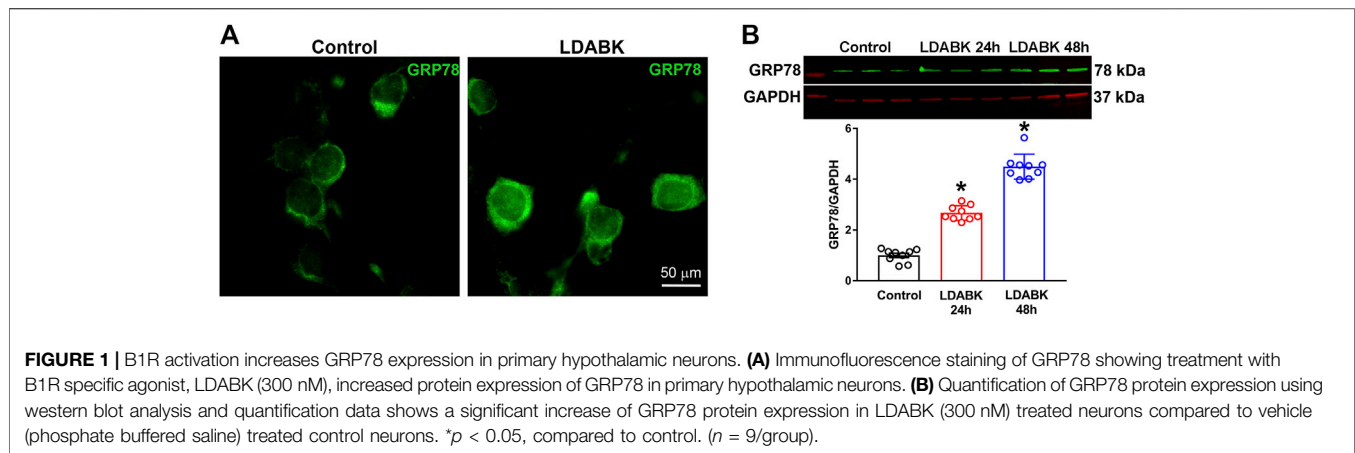 A
Control
LDABK
GRP78
GRP78
50 μm
B
Control LDABK 24h LDABK 48h
GRP78 78 kDa
GAPDH 37 kDa
GRP78/GAPDH
6
4
2
0
*
*
Control
LDABK
24h
LDABK
48h
FIGURE 1 | B1R activation increases GRP78 expression in primary hypothalamic neurons. (A) Immunofluorescence staining of GRP78 showing treatment with
B1R specific agonist, LDABK (300 nM), increased protein expression of GRP78 in primary hypothalamic neurons. (B) Quantification of GRP78 protein expression using
western blot analysis and quantification data shows a significant increase of GRP78 protein expression in LDABK (300 nM) treated neurons compared to vehicle
(phosphate buffered saline) treated control neurons. *p < 0.05, compared to control. (n = 9/group).